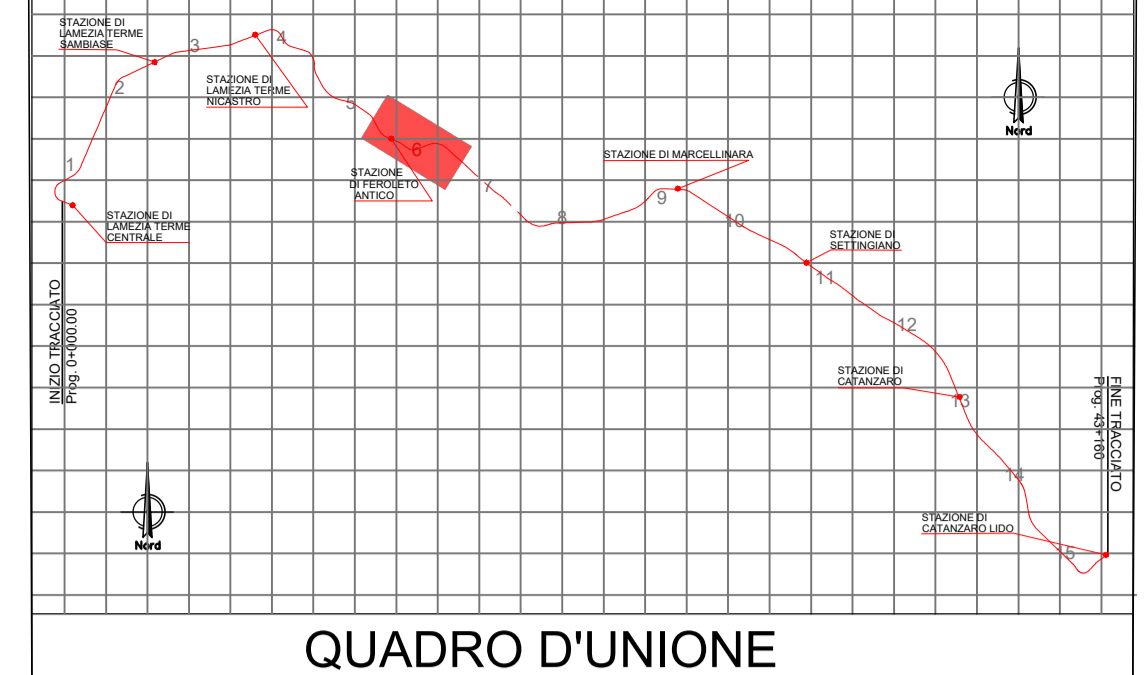 STAZIONE DI
LAMEZIA TERME
SAMBIASE
3
4
2
STAZIONE DI
LAMEZIA TERME
NICASTRO
5
Nord
1
6
STAZIONE
DI FEROLETO
ANTICO
7
STAZIONE DI MARCELLINARA
9
8
10
STAZIONE DI
LAMEZIA TERME
CENTRALE
STAZIONE DI
SETTINGIANO
11
12
INIZIO TRACCIATO
Prog. 0+000.00
STAZIONE DI
CATANZARO
13
FINE TRACCIATO
Prog. 43+160
14
Nord
STAZIONE DI
CATANZARO LIDO
15
QUADRO D'UNIONE